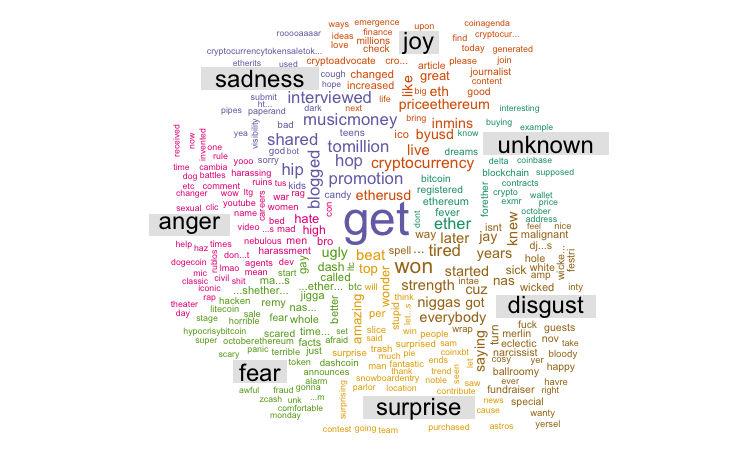 rooooaaaar ways emergence upon coinagenda
ideas finance cryptocur...
love millions joy find today generated
cryptocurrencytokensaletok... check please join
etherits used cryptoadvocate cro... article journalist
sadness cough changed like great content
submit hope increased big eth good
ht... interviewed life priceethereum
pipes paperand dark next bring interesting
visibility musicmoney inmins buying example
yea bad teens ico byusd know
received now invented one shared tomillion live dreams unknown
god bot delta coinbase
yooo sorry hip hop cryptocurrency blockchain supposed
time cambia rule harassing blogged promotion bitcoin contracts
dog battles ruins tus kids registered crypto wallet
etc comment war rag candy etherusd ethereum forether exmr price
changer wow ltg careers women con get fever october
sexual clic youtube hate dont ether address
anger name bed high way isnt knew feel nice
video ...s mad bro later jay dj... malignant
help haz times nebulous men ugly beat spell ... tired years woke... festri
dogecoin rublos don...t harassment gay top won hole
mic lmao agents dev dash ltc wonder started sick white
classic civil mean start called intae nas amp
iconic shit ma...s ...ether... btc will strength cuz wicked inty
rap ...shether... jigga amazing stupid think niggas got disgust
theater hacken remy nas... better per let...s everybody
day litecoin sale fear whole win people wrap fuck guests
stage horrible scared time... set slice saying turn merlin
hypocrisybitcoin facts said surprised sam eclectic nov take
super octoberethereum afraid trash much pie coinxbt narcissist bloody
scary panic terrible just surprise fantastic ends let cosy yer happy
token dashcoin man thank trend seen ballroomy
fear announces snowboardentry noble saw ever havre
alarm parlor location contribute fundraiser right
awful fraud gonna surprising news special
zcash unk ...m surprise cause wanty
comfortable yersel
monday contest going team purchased astros